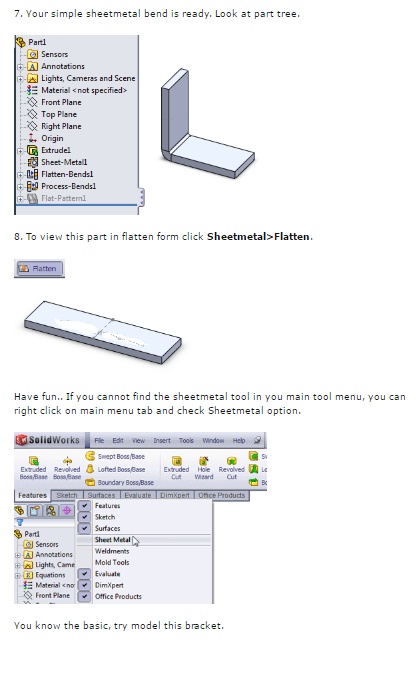 7. Your simple sheetmetal bend is ready. Look at part tree.
Part1
Sensors
Annotations
Lights, Cameras and Scene
Material <not specified>
Front Plane
Top Plane
Right Plane
Origin
Extrude1
Sheet-Metal1
Flatten-Bends1
Process-Bends1
Flat-Pattern1
8. To view this part in flatten form click Sheetmetal>Flatten.
Flatten
Have fun.. If you cannot find the sheetmetal tool in you main tool menu, you can
right click on main menu tab and check Sheetmetal option.
SolidWorks File Edit View Insert Tools Window Help
Extruded Boss/Base
Revolved Boss/Base
Swept Boss/Base
Lofted Boss/Base
Boundary Boss/Base
Extruded Cut
Hole Wizard
Revolved Cut
Features Sketch Surfaces Evaluate DimXpert Office Products
Features
Sketch
Surfaces
Sheet Metal
Weldments
Mold Tools
Evaluate
DimXpert
Office Products
Part1
Sensors
Annotations
Lights, Came
Equations
Material <no
Front Plane
You know the basic, try model this bracket.